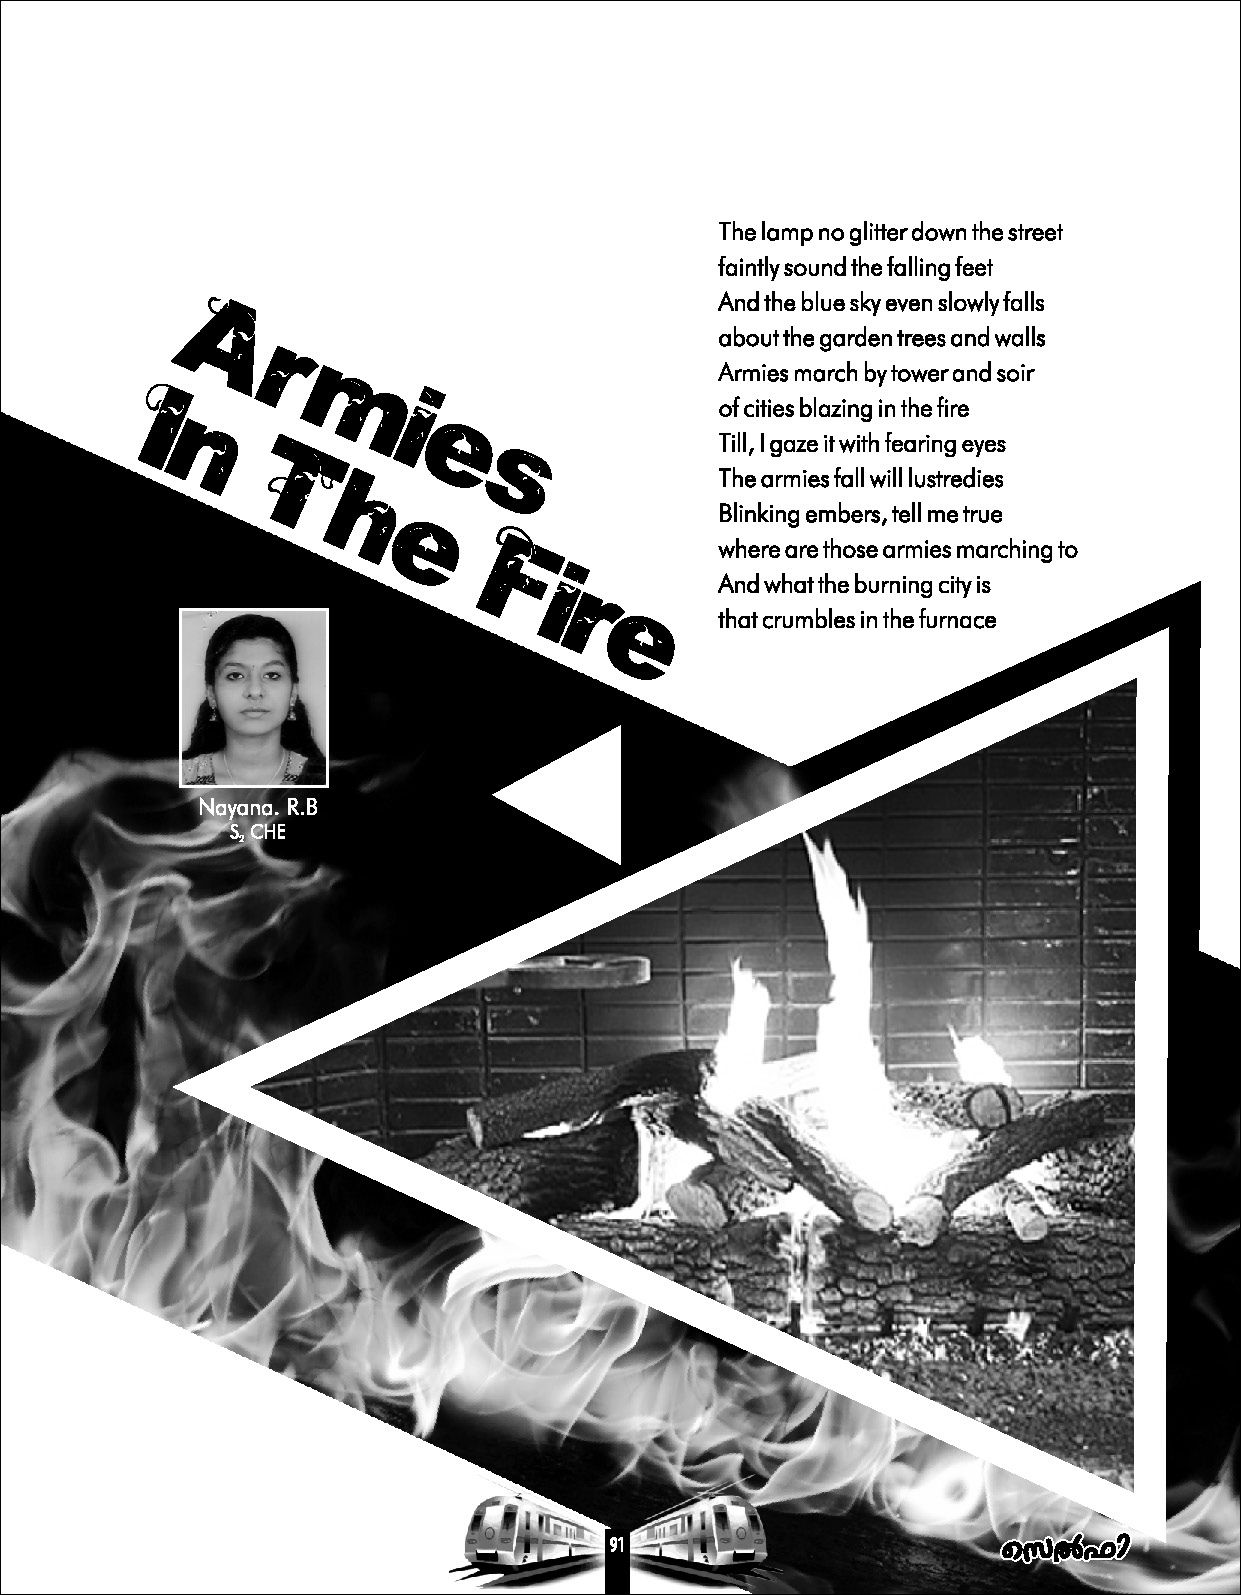 Armies
In The Fire
The lamp no glitter down the street
faintly sound the falling feet
And the blue sky even slowly falls
about the garden trees and walls
Armies march by tower and soir
of cities blazing in the fire
Till, I gaze it with fearing eyes
The armies fall will lustredies
Blinking embers, tell me true
where are those armies marching to
And what the burning city is
that crumbles in the furnace
Nayana. R.B
S₂ CHE
91
സെൽഫി